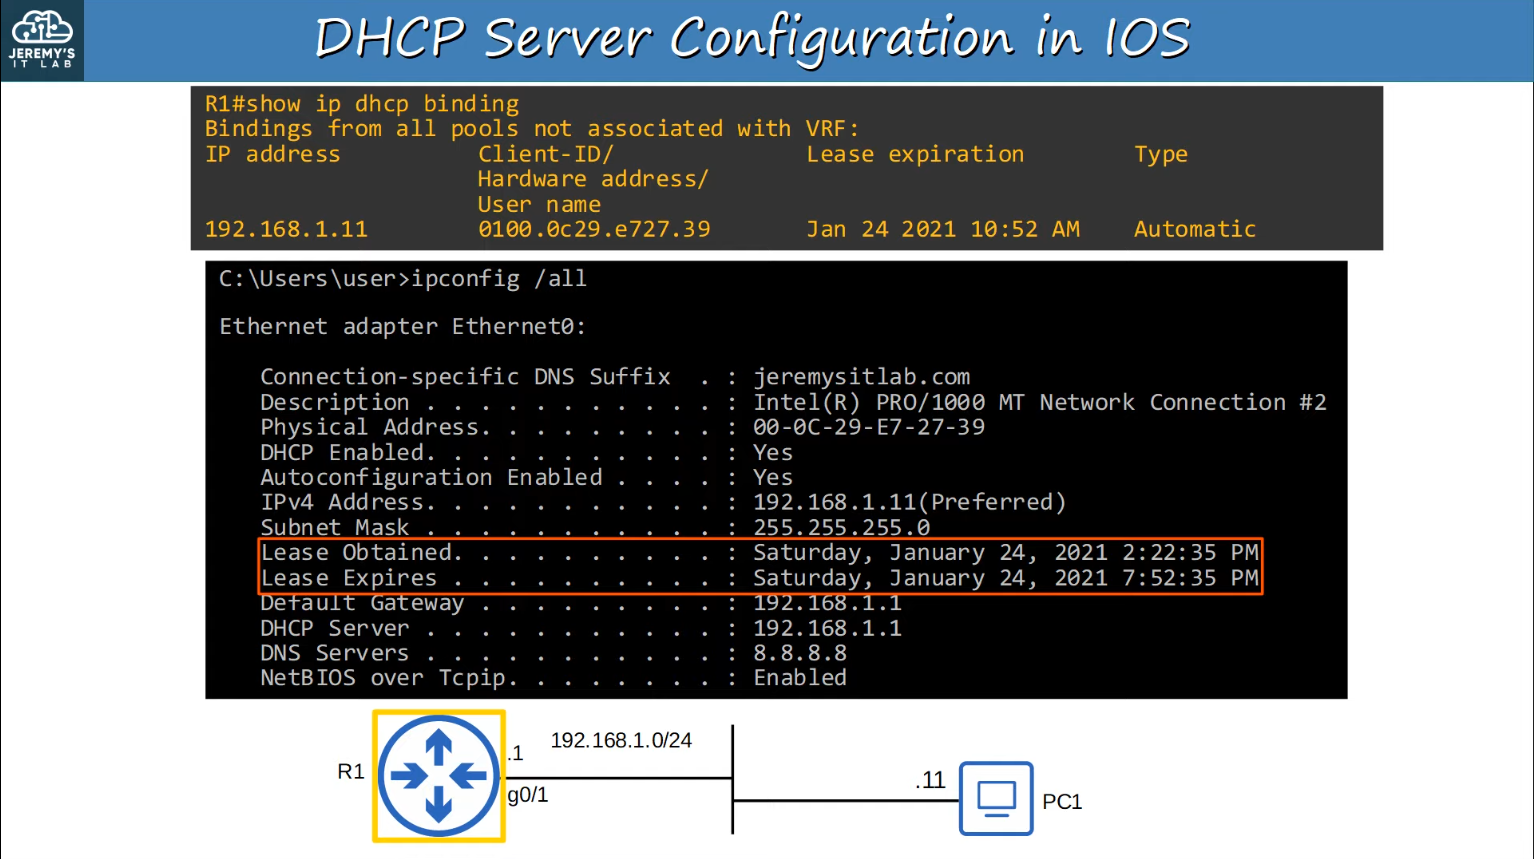 JEREMY'S
IT LAB
DHCP Server Configuration in IOS
R1#show ip dhcp binding
Bindings from all pools not associated with VRF:
IP address Client-ID/ Lease expiration Type
Hardware address/
User name
192.168.1.11 0100.0c29.e727.39 Jan 24 2021 10:52 AM Automatic
C:\Users\user>ipconfig /all
Ethernet adapter Ethernet0:
Connection-specific DNS Suffix . : jeremysitlab.com
Description . . . . . . . . . . . : Intel(R) PRO/1000 MT Network Connection #2
Physical Address. . . . . . . . . : 00-0C-29-E7-27-39
DHCP Enabled. . . . . . . . . . . : Yes
Autoconfiguration Enabled . . . . : Yes
IPv4 Address. . . . . . . . . . . : 192.168.1.11(Preferred)
Subnet Mask . . . . . . . . . . . : 255.255.255.0
Lease Obtained. . . . . . . . . . : Saturday, January 24, 2021 2:22:35 PM
Lease Expires . . . . . . . . . . : Saturday, January 24, 2021 7:52:35 PM
Default Gateway . . . . . . . . . : 192.168.1.1
DHCP Server . . . . . . . . . . . : 192.168.1.1
DNS Servers . . . . . . . . . . . : 8.8.8.8
NetBIOS over Tcpip. . . . . . . . : Enabled
192.168.1.0/24
.1
R1
g0/1
.11
PC1